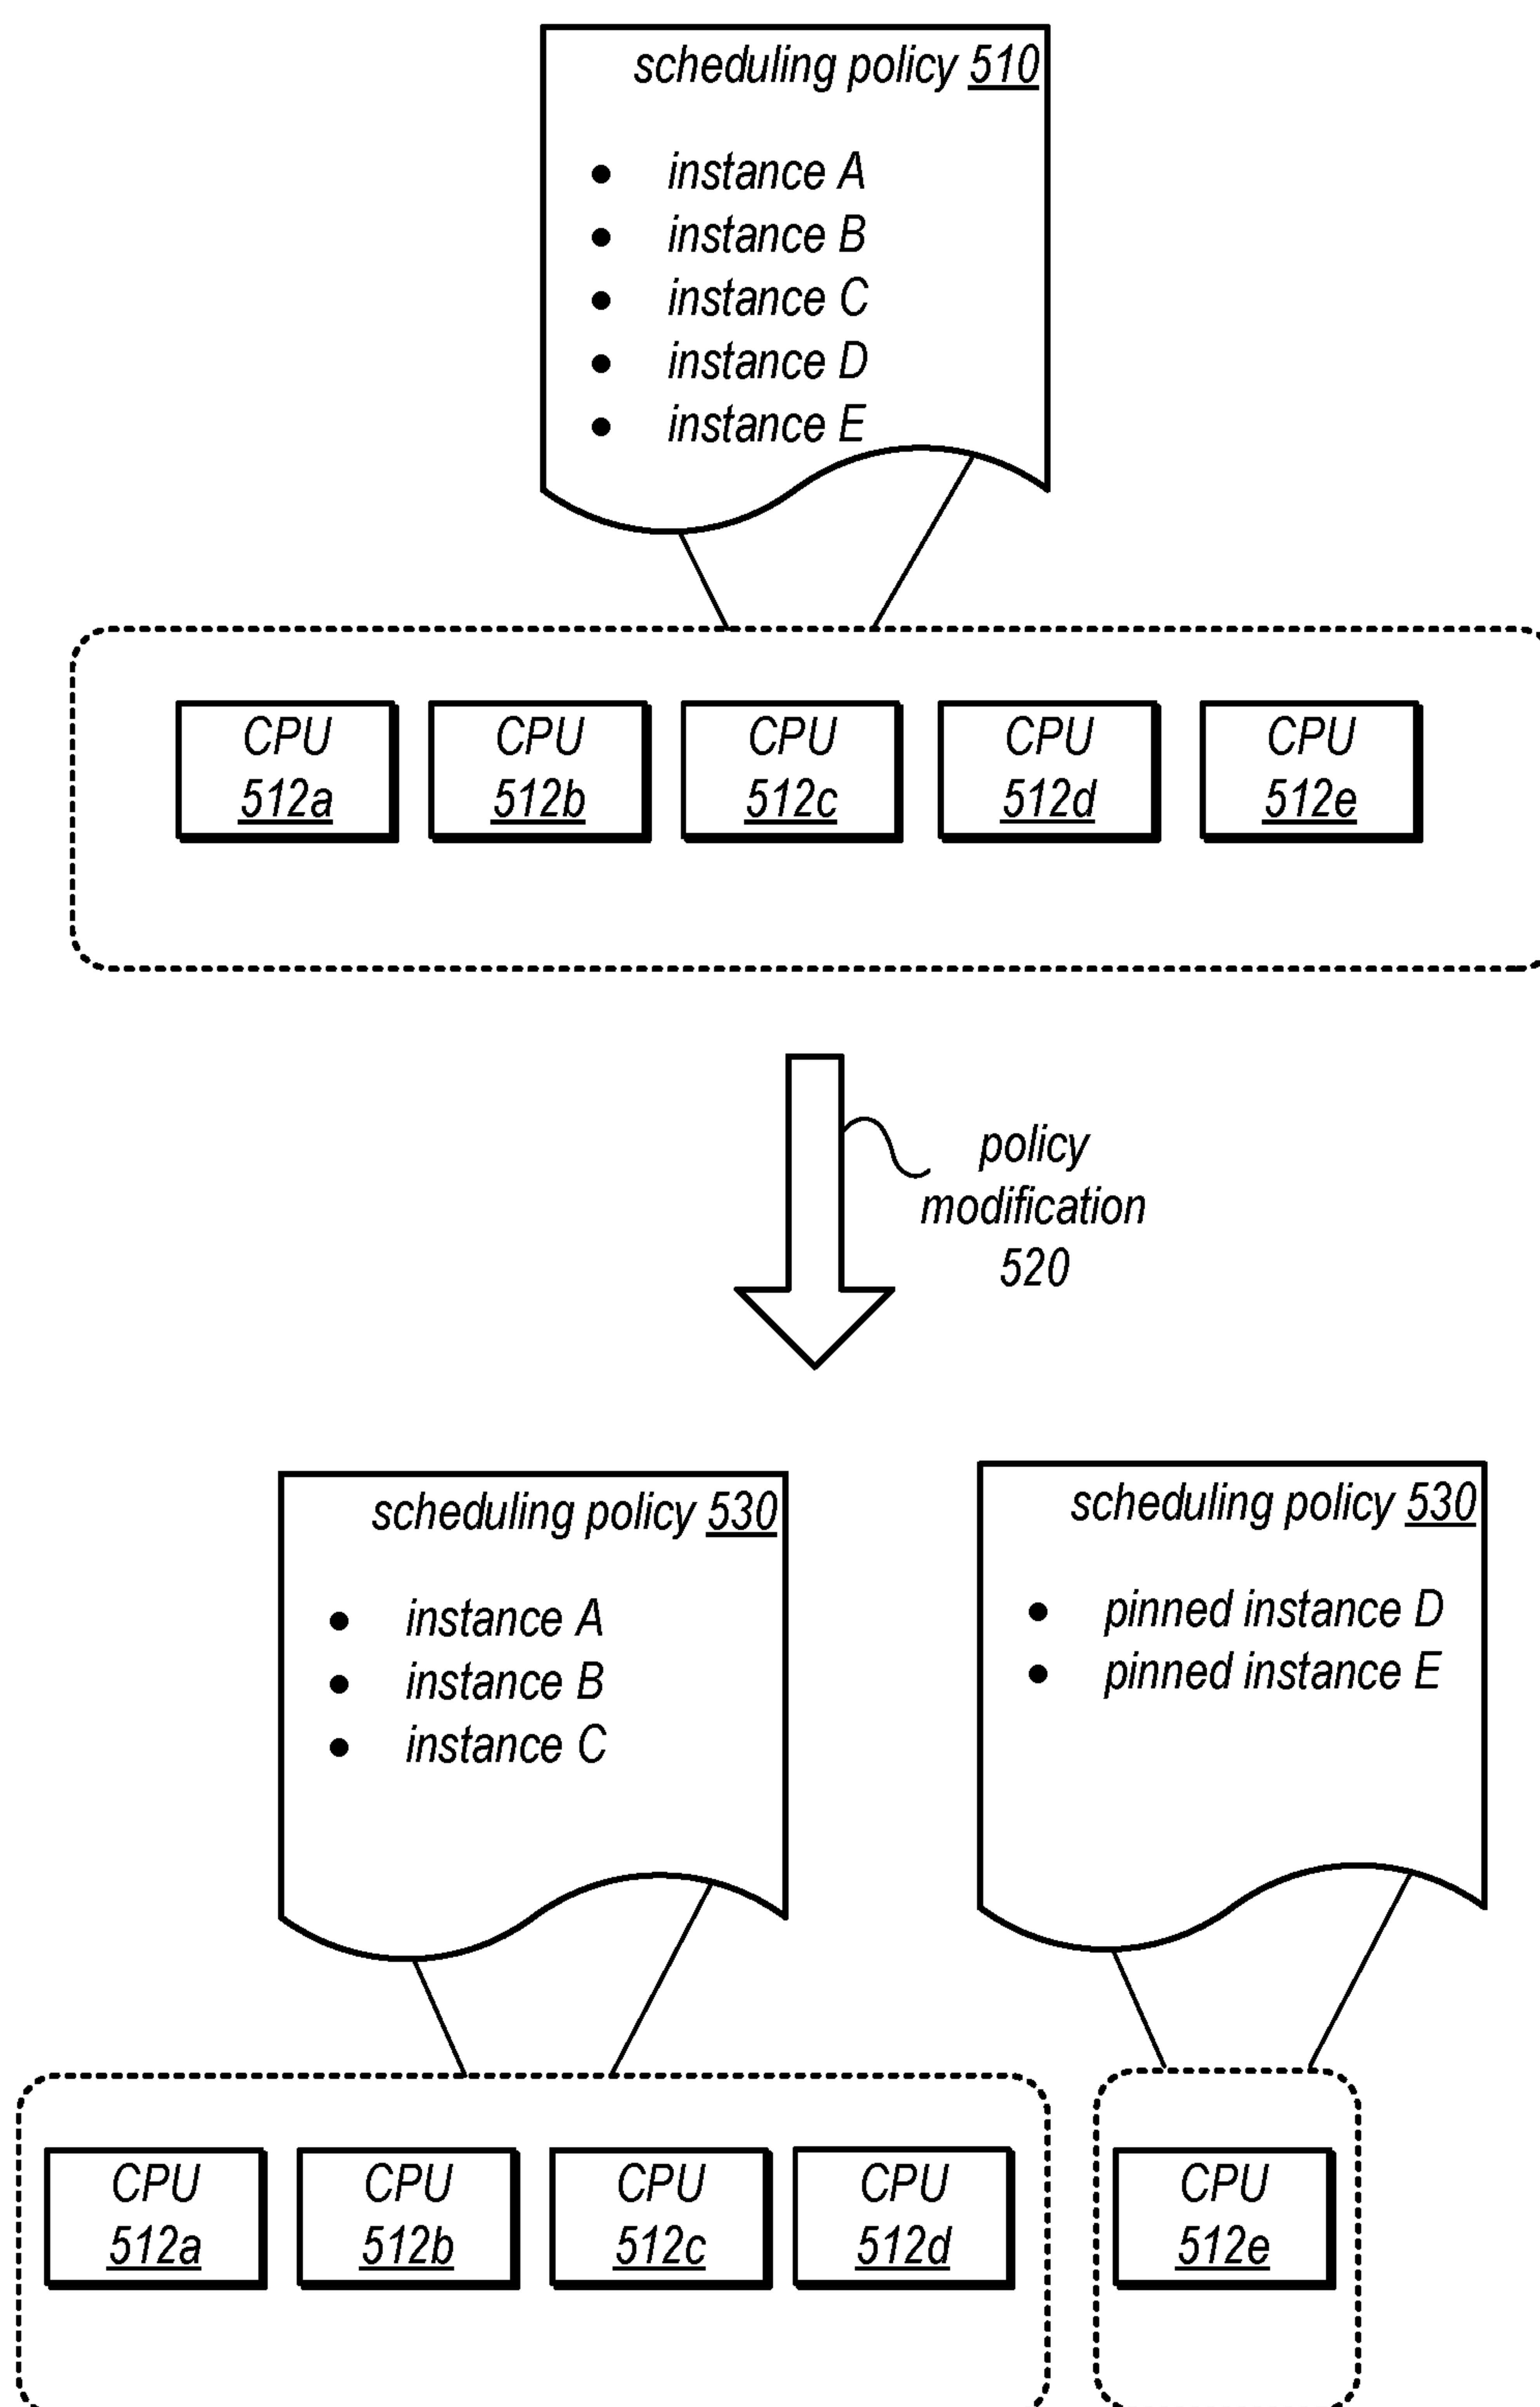 scheduling policy 510
• instance A
• instance B
• instance C
• instance D
• instance E
CPU
512a
CPU
512b
CPU
512c
CPU
512d
CPU
512e
policy
modification
520
scheduling policy 530
• instance A
• instance B
• instance C
scheduling policy 530
• pinned instance D
• pinned instance E
CPU
512a
CPU
512b
CPU
512c
CPU
512d
CPU
512e